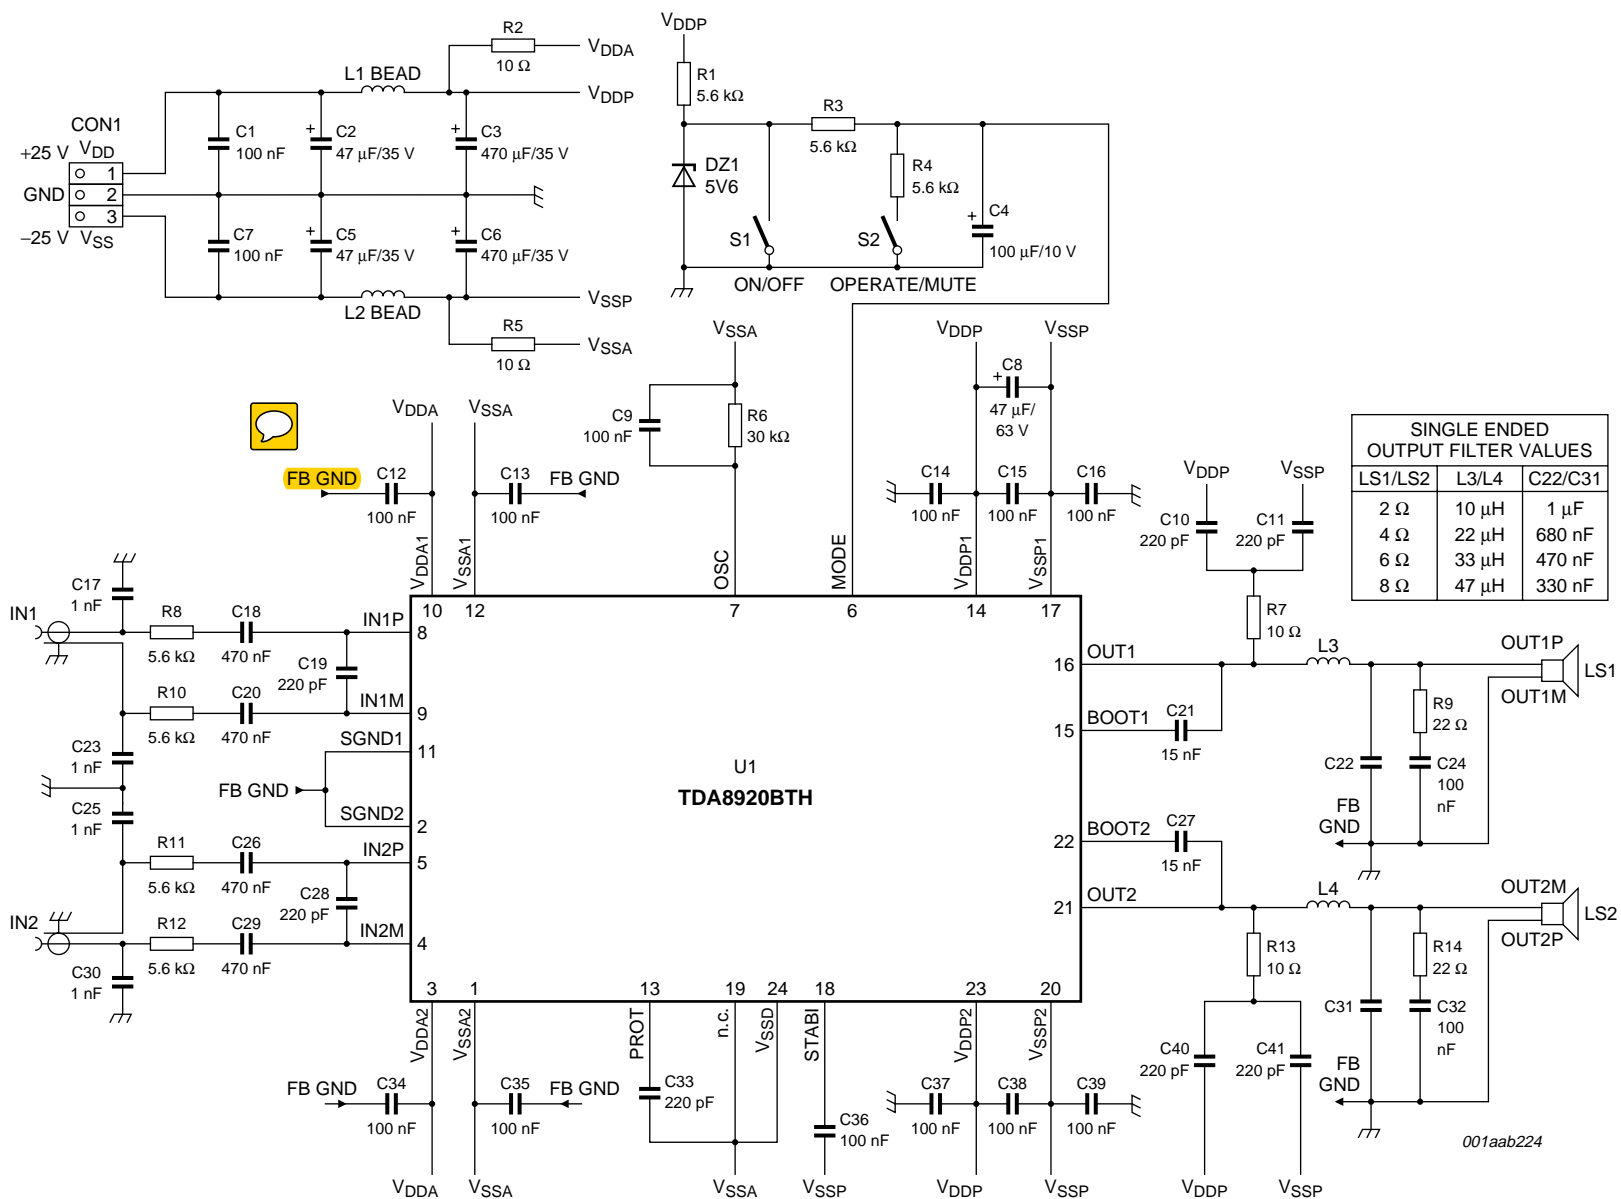 R2
10 Ω
VDDA
L1 BEAD
VDDP
CON1
+25 V VDD
1
GND
2
3
−25 V VSS
C1
100 nF
C2
47 μF/35 V
C3
470 μF/35 V
C7
100 nF
C5
47 μF/35 V
C6
470 μF/35 V
VSSP
L2 BEAD
R5
10 Ω
VSSA
VDDP
R1
5.6 kΩ
R3
5.6 kΩ
DZ1
5V6
R4
5.6 kΩ
S1
S2
C4
100 μF/10 V
ON/OFF
OPERATE/MUTE
VSSA
C9
100 nF
R6
30 kΩ
VDDP
VSSP
C8
47 μF/
63 V
C14
100 nF
C15
100 nF
C16
100 nF
VDDA
VSSA
FB GND
C12
100 nF
C13
100 nF
FB GND
VDDA1
VSSA1
OSC
MODE
VDDP1
VSSP1
10
12
7
6
14
17
SINGLE ENDED
OUTPUT FILTER VALUES
LS1/LS2 L3/L4 C22/C31
2 Ω 10 μH 1 μF
4 Ω 22 μH 680 nF
6 Ω 33 μH 470 nF
8 Ω 47 μH 330 nF
VDDP
VSSP
C10
220 pF
C11
220 pF
R7
10 Ω
C17
1 nF
IN1
R8
5.6 kΩ
C18
470 nF
IN1P
8
C19
220 pF
R10
5.6 kΩ
C20
470 nF
IN1M
9
C23
1 nF
SGND1
11
FB GND
C25
1 nF
SGND2
2
R11
5.6 kΩ
C26
470 nF
IN2P
5
C28
220 pF
IN2
R12
5.6 kΩ
C29
470 nF
IN2M
4
C30
1 nF
U1
TDA8920BTH
16
OUT1
L3
OUT1P
LS1
OUT1M
15
BOOT1
C21
15 nF
R9
22 Ω
C22
C24
100
nF
FB
GND
22
BOOT2
C27
15 nF
21
OUT2
L4
OUT2M
LS2
OUT2P
R13
10 Ω
R14
22 Ω
C31
C32
100
nF
C40
220 pF
C41
220 pF
FB
GND
VDDP
VSSP
3
1
13
19
24
18
23
20
VDDA2
VSSA2
PROT
n.c.
VSSD
STABI
VDDP2
VSSP2
FB GND
C34
100 nF
C35
100 nF
FB GND
C33
220 pF
C36
100 nF
C37
100 nF
C38
100 nF
C39
100 nF
VDDA
VSSA
VSSA
VSSP
VDDP
VSSP
001aab224